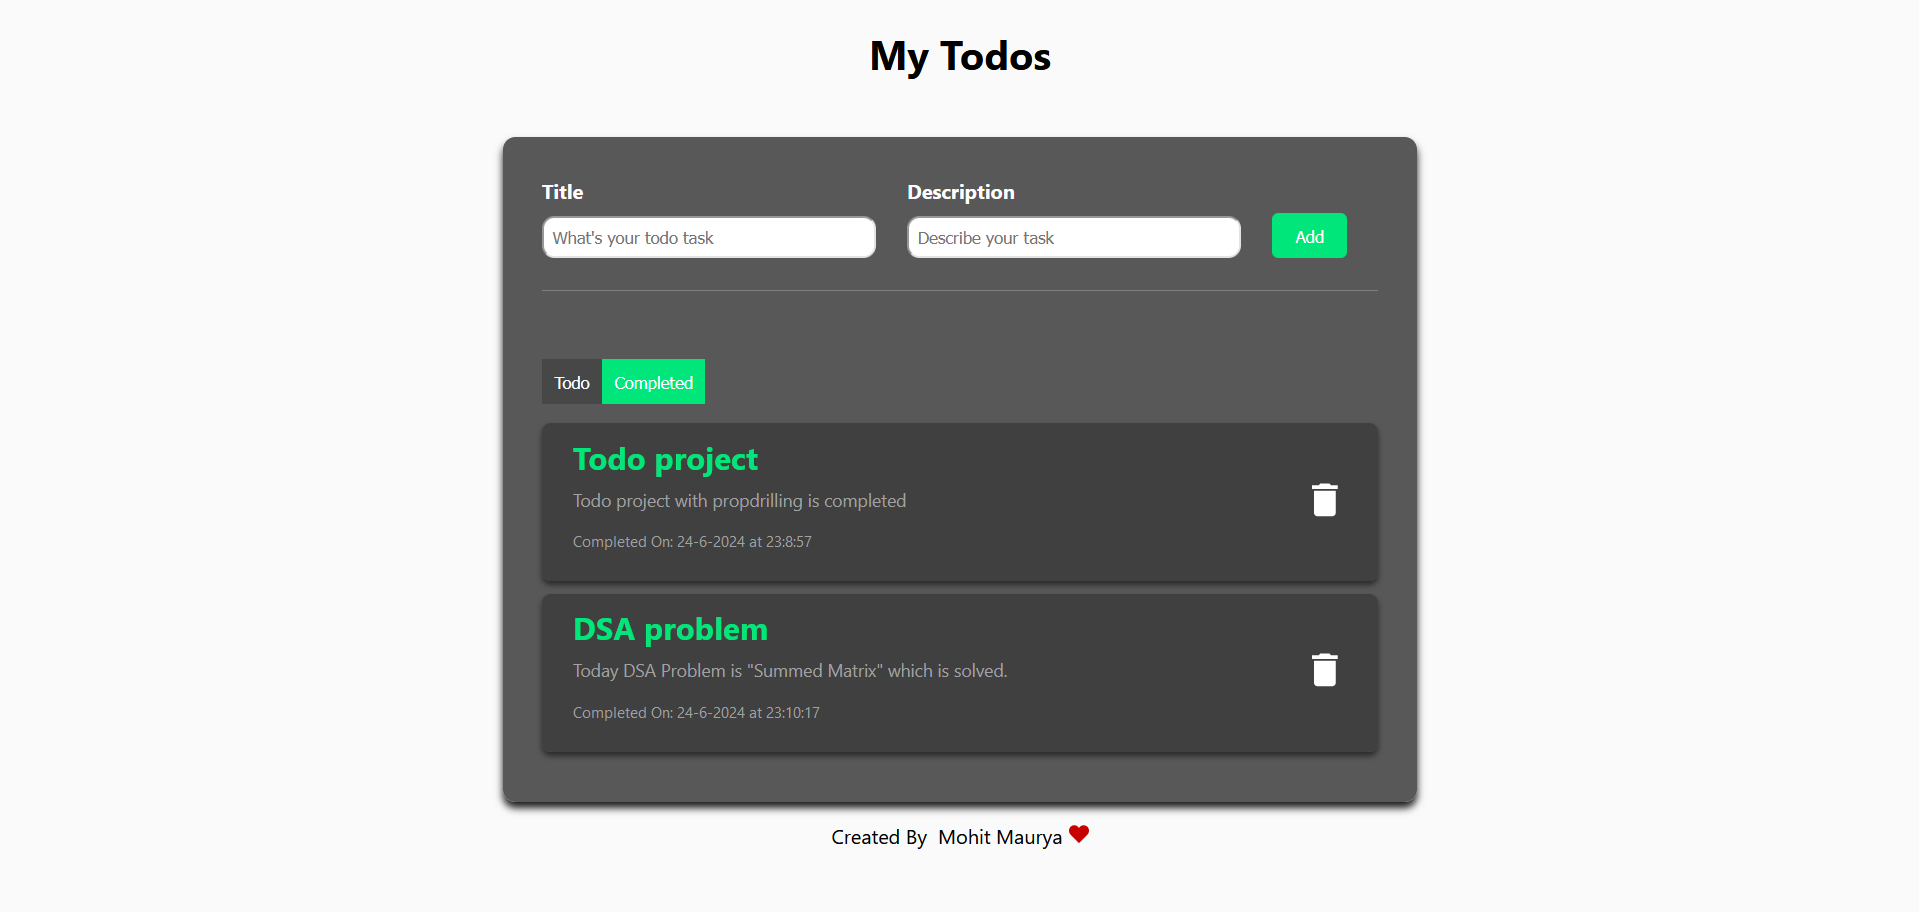 My Todos
Title
Description
What's your todo task
Describe your task
Add
Todo
Completed
Todo project
Todo project with propdrilling is completed
Completed On: 24-6-2024 at 23:8:57
DSA problem
Today DSA Problem is "Summed Matrix" which is solved.
Completed On: 24-6-2024 at 23:10:17
Created By  Mohit Maurya